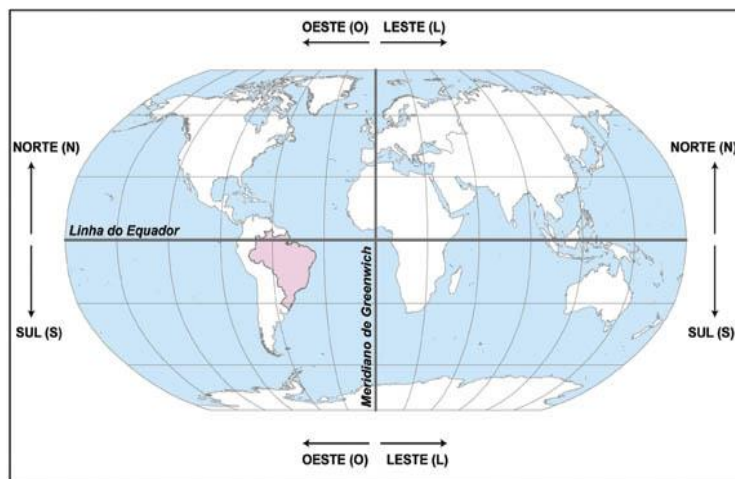 OESTE (O) LESTE (L)
NORTE (N) NORTE (N)
Linha do Equador
Meridiano de Greenwich
SUL (S) SUL (S)
OESTE (O) LESTE (L)